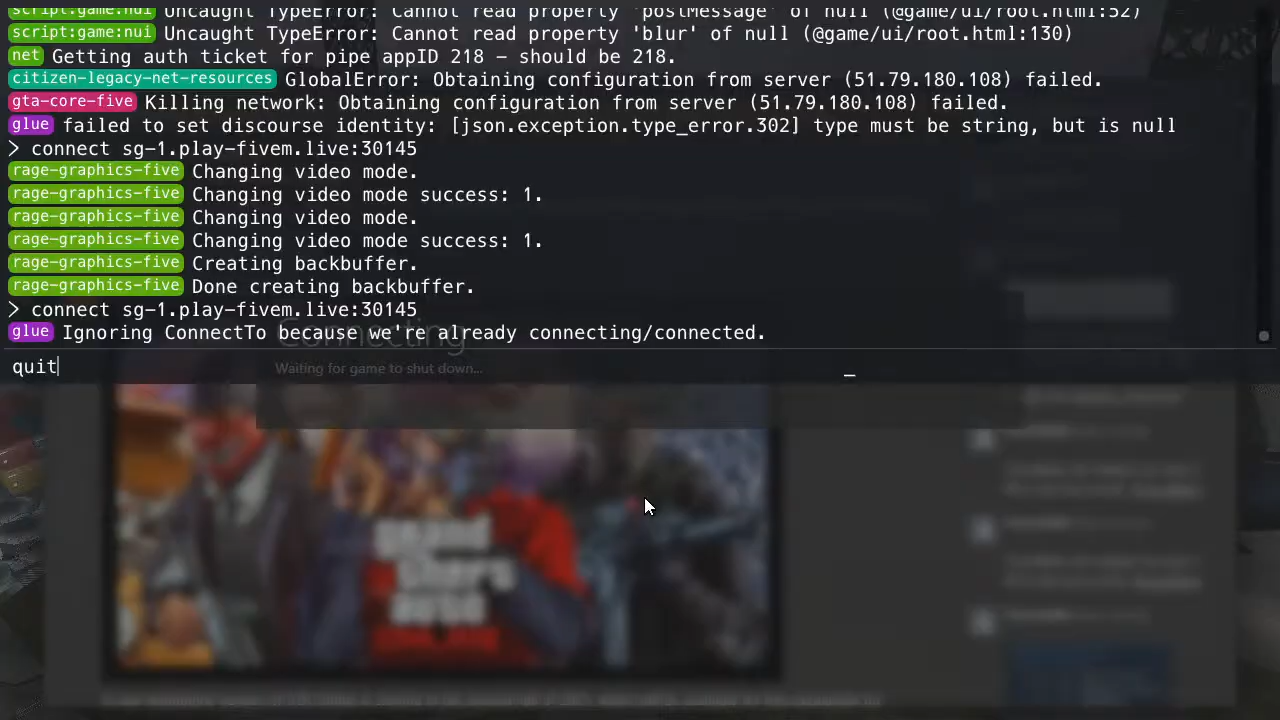 script:game:nui Uncaught TypeError: Cannot read property 'postMessage' of null (@game/ui/root.html:52)
script:game:nui Uncaught TypeError: Cannot read property 'blur' of null (@game/ui/root.html:130)
net Getting auth ticket for pipe appID 218 - should be 218.
citizen-legacy-net-resources GlobalError: Obtaining configuration from server (51.79.180.108) failed.
gta-core-five Killing network: Obtaining configuration from server (51.79.180.108) failed.
glue failed to set discourse identity: [json.exception.type_error.302] type must be string, but is null
> connect sg-1.play-fivem.live:30145
rage-graphics-five Changing video mode.
rage-graphics-five Changing video mode success: 1.
rage-graphics-five Changing video mode.
rage-graphics-five Changing video mode success: 1.
rage-graphics-five Creating backbuffer.
rage-graphics-five Done creating backbuffer.
> connect sg-1.play-fivem.live:30145
glue Ignoring ConnectTo because we're already connecting/connected.
Connecting
quit
Waiting for game to shut down...
_
grand
theft
auto
ONLINE